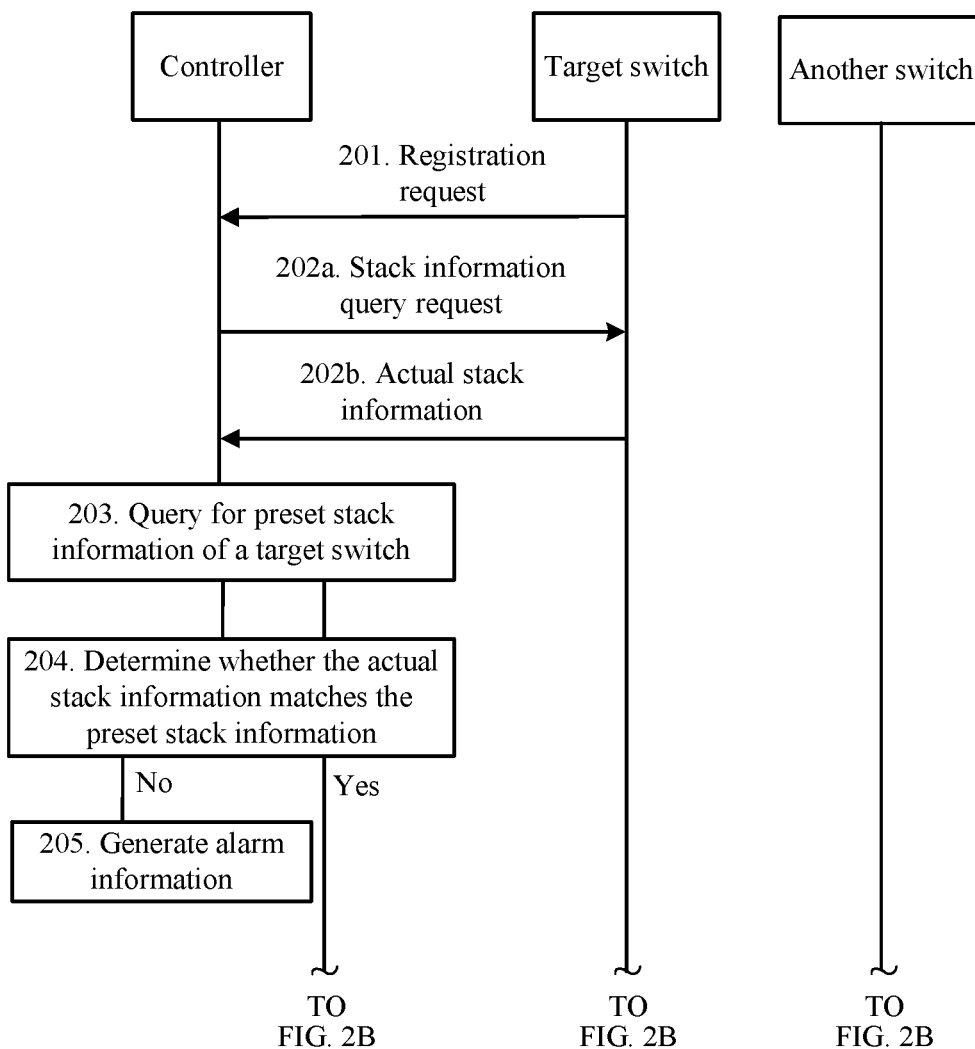 Controller
Target switch
Another switch
201. Registration
request
202a. Stack information
query request
202b. Actual stack
information
203. Query for preset stack
information of a target switch
204. Determine whether the actual
stack information matches the
preset stack information
No
Yes
205. Generate alarm
information
TO
FIG. 2B
TO
FIG. 2B
TO
FIG. 2B